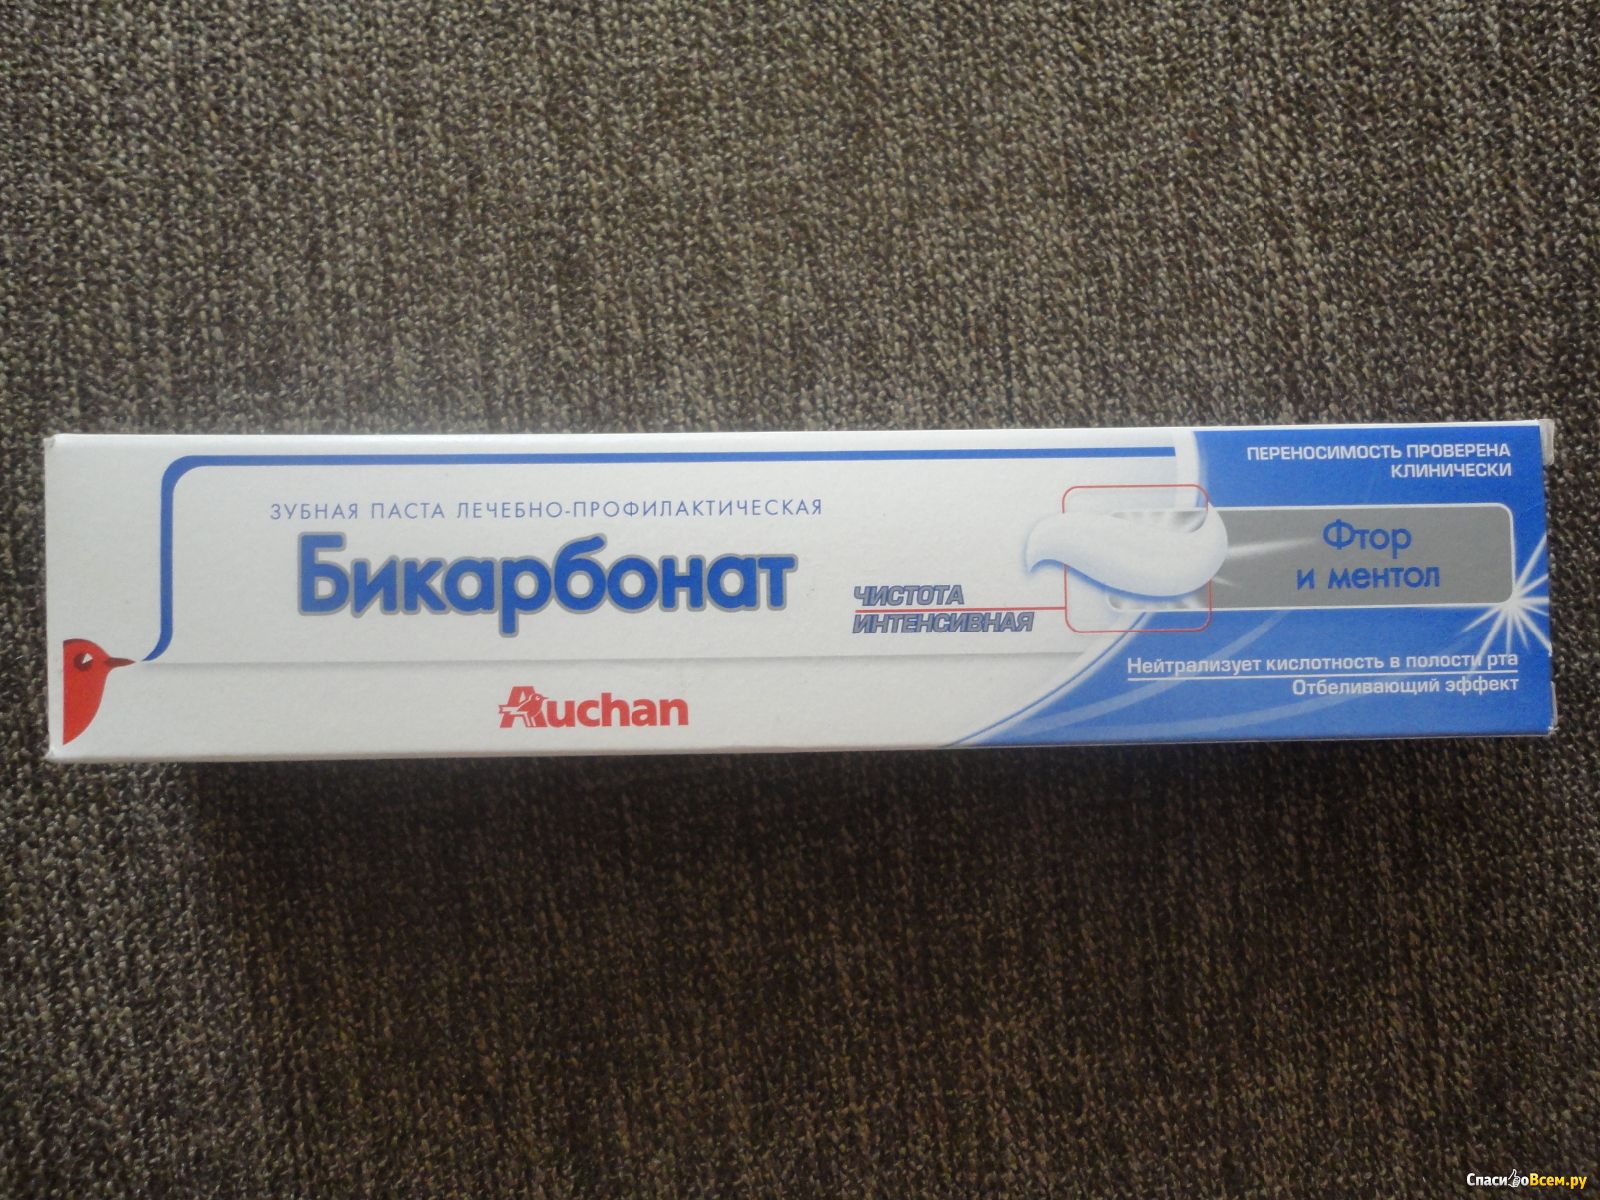 ПЕРЕНОСИМОСТЬ ПРОВЕРЕНА
КЛИНИЧЕСКИ
ЗУБНАЯ ПАСТА ЛЕЧЕБНО-ПРОФИЛАКТИЧЕСКАЯ
Бикарбонат
ЧИСТОТА
ИНТЕНСИВНАЯ
Фтор
и ментол
Нейтрализует кислотность в полости рта
Отбеливающий эффект
Auchan
СпасибоВсем.ру